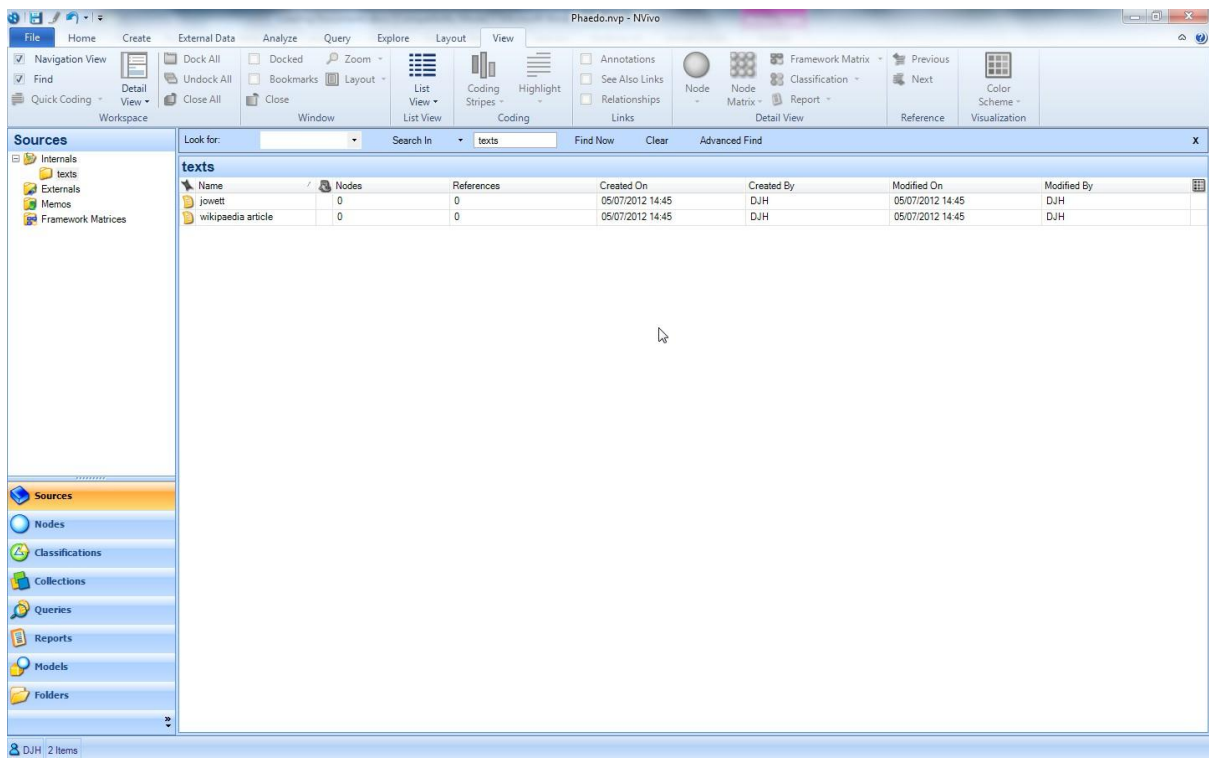 Phaedo.nvp - NVivo
File Home Create External Data Analyze Query Explore Layout View
Navigation View Dock All Docked Zoom Annotations Framework Matrix Previous
Find Undock All Bookmarks Layout See Also Links Classification Next
Quick Coding Close All Close Relationships Report
Detail View List View Coding Stripes Highlight Node Node Matrix Color Scheme
Workspace Window List View Coding Links Detail View Reference Visualization
Sources Look for: Search In texts Find Now Clear Advanced Find x
Internals
texts
Externals
Memos
Framework Matrices
texts
Name Nodes References Created On Created By Modified On Modified By
jowett 0 0 05/07/2012 14:45 DJH 05/07/2012 14:45 DJH
wikipaedia article 0 0 05/07/2012 14:45 DJH 05/07/2012 14:45 DJH
Sources
Nodes
Classifications
Collections
Queries
Reports
Models
Folders
DJH 2 Items